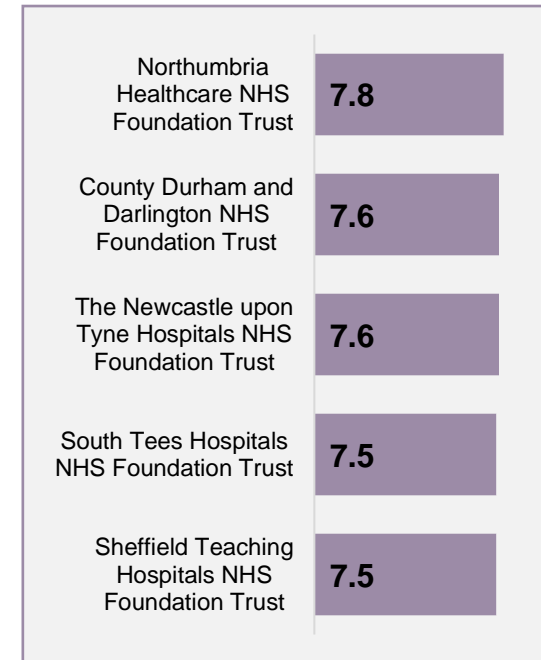 Northumbria
Healthcare NHS
Foundation Trust
7.8
County Durham and
Darlington NHS
Foundation Trust
7.6
The Newcastle upon
Tyne Hospitals NHS
Foundation Trust
7.6
South Tees Hospitals
NHS Foundation Trust
7.5
Sheffield Teaching
Hospitals NHS
Foundation Trust
7.5